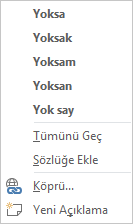 Yoksa
Yoksak
Yoksam
Yoksan
Yok say
Tümünü Geç
Sözlüğe Ekle
Köprü...
Yeni Açıklama